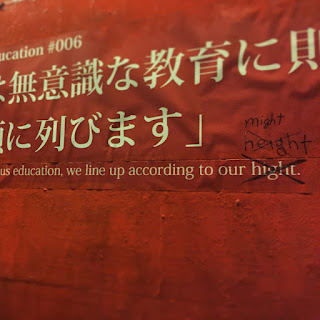 ucation #006
無意識な教育に
に列びます」
might
height
us education, we line up according to our hight.